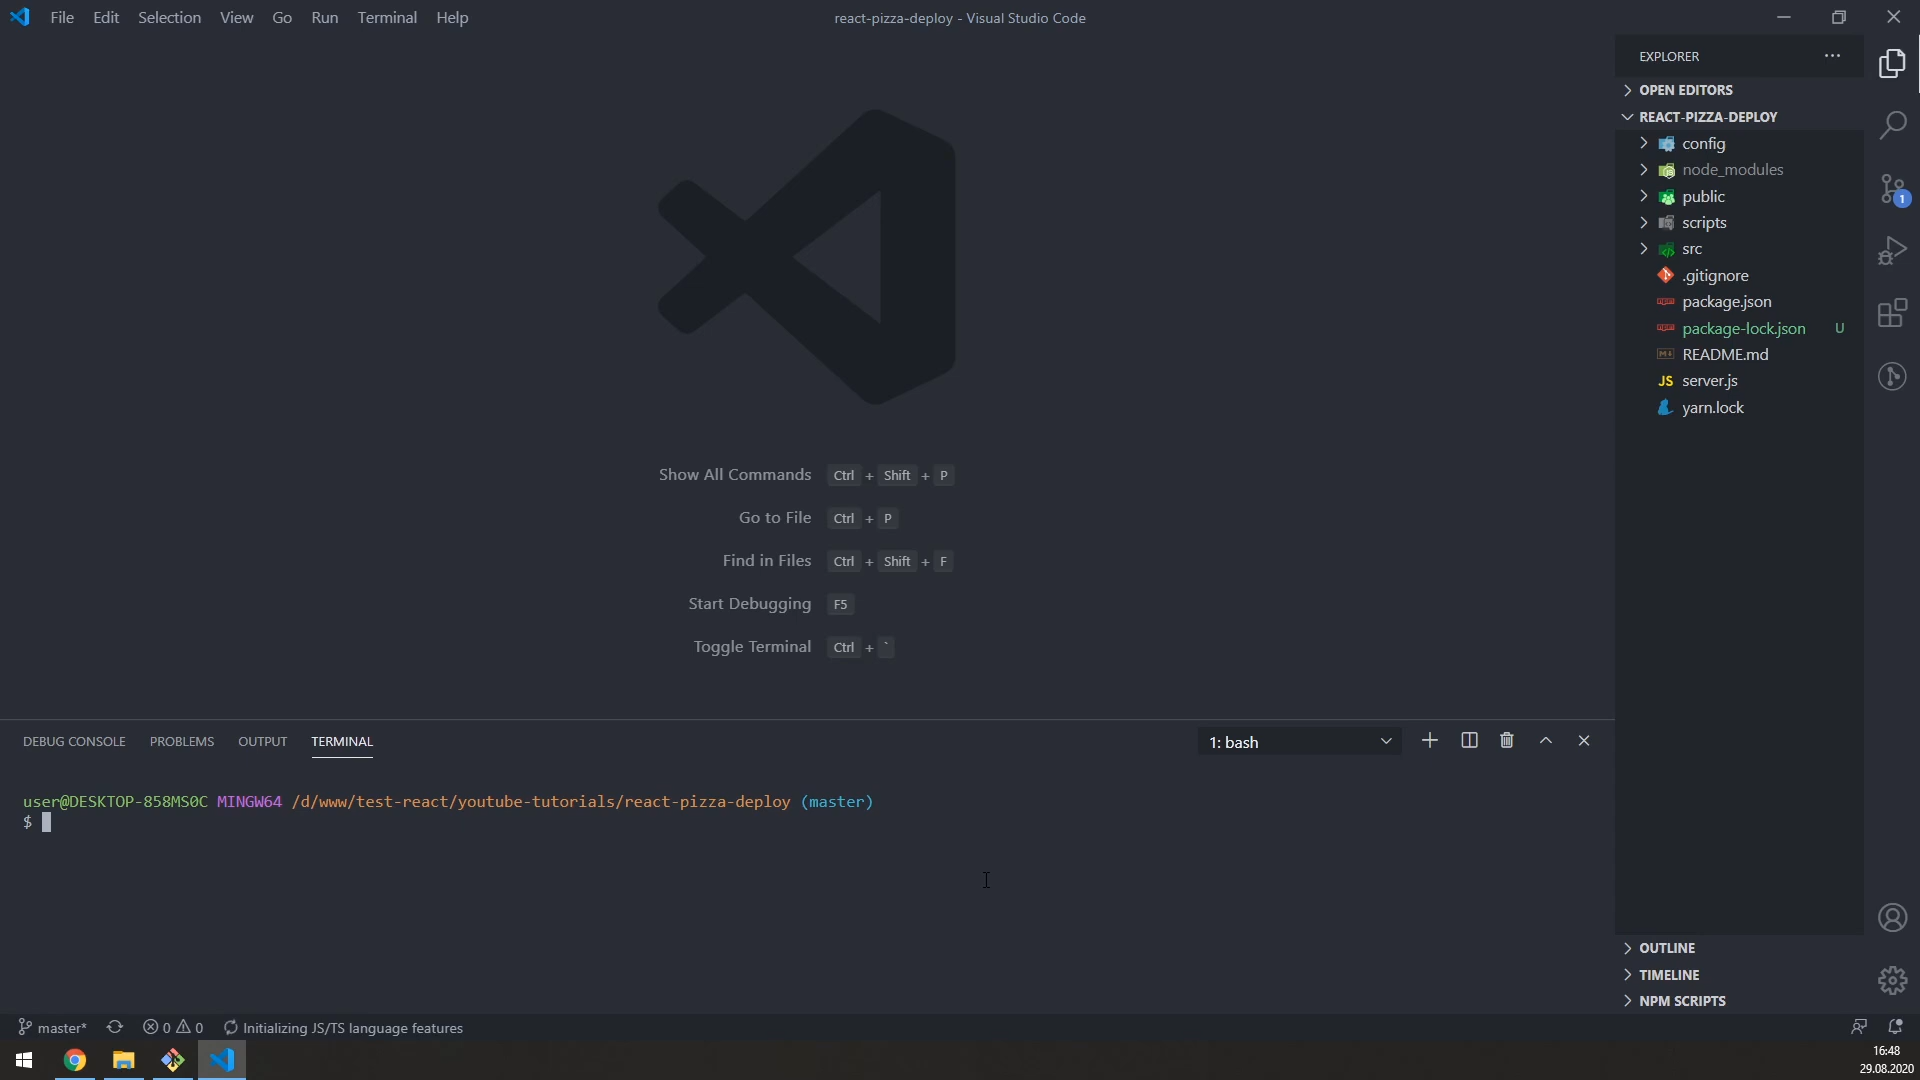 File Edit Selection View Go Run Terminal Help
react-pizza-deploy - Visual Studio Code
EXPLORER
OPEN EDITORS
REACT-PIZZA-DEPLOY
config
node_modules
public
scripts
src
.gitignore
package.json
package-lock.json U
README.md
JS server.js
yarn.lock
1
Show All Commands Ctrl + Shift + P
Go to File Ctrl + P
Find in Files Ctrl + Shift + F
Start Debugging F5
Toggle Terminal Ctrl + `
DEBUG CONSOLE PROBLEMS OUTPUT TERMINAL
1: bash
user@DESKTOP-858MS0C MINGW64 /d/www/test-react/youtube-tutorials/react-pizza-deploy (master)
$
OUTLINE
TIMELINE
NPM SCRIPTS
master* 0 0 Initializing JS/TS language features
16:48
29.08.2020